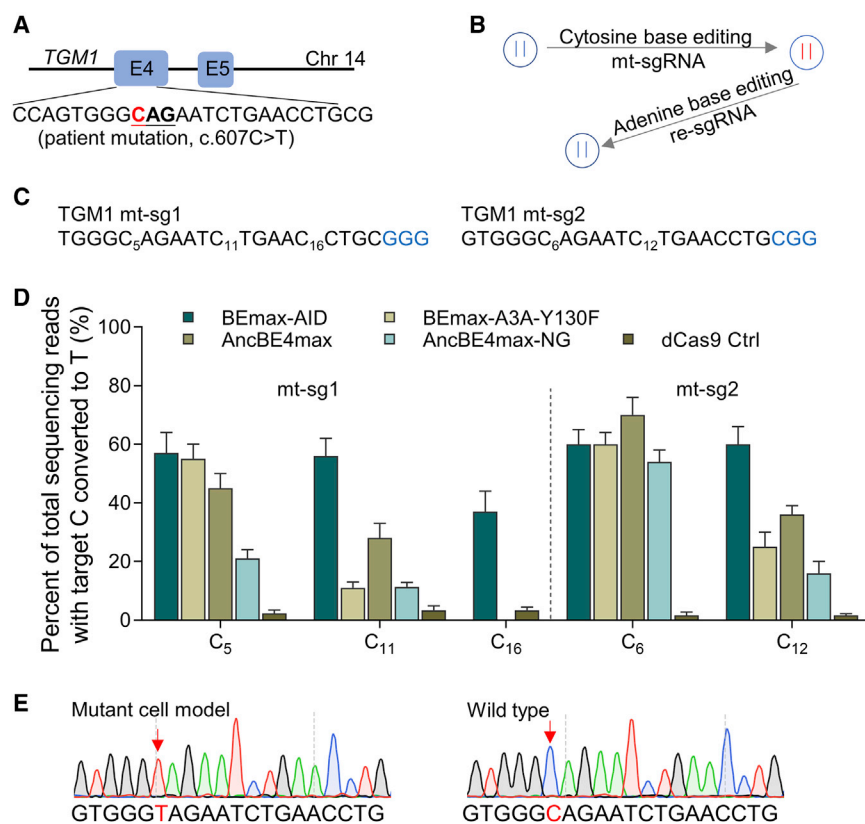 A
TGM1
E4
E5
Chr 14
CCAGTGGGCAGAATCTGAACCTGCG
(patient mutation, c.607C>T)
B
Cytosine base editing
mt-sgRNA
Adenine base editing
re-sgRNA
C
TGM1 mt-sg1
TGGGC5AGAATC11TGAAC16CTGCGGG
TGM1 mt-sg2
GTGGGC6AGAATC12TGAACCTGCGG
D
Percent of total sequencing reads
with target C converted to T (%)
100
80
60
40
20
0
BEmax-AID
BEmax-A3A-Y130F
AncBE4max
AncBE4max-NG
dCas9 Ctrl
mt-sg1
mt-sg2
C5
C11
C16
C6
C12
E
Mutant cell model
GTGGGTAGAATCTGAACCTG
Wild type
GTGGGCAGAATCTGAACCTG